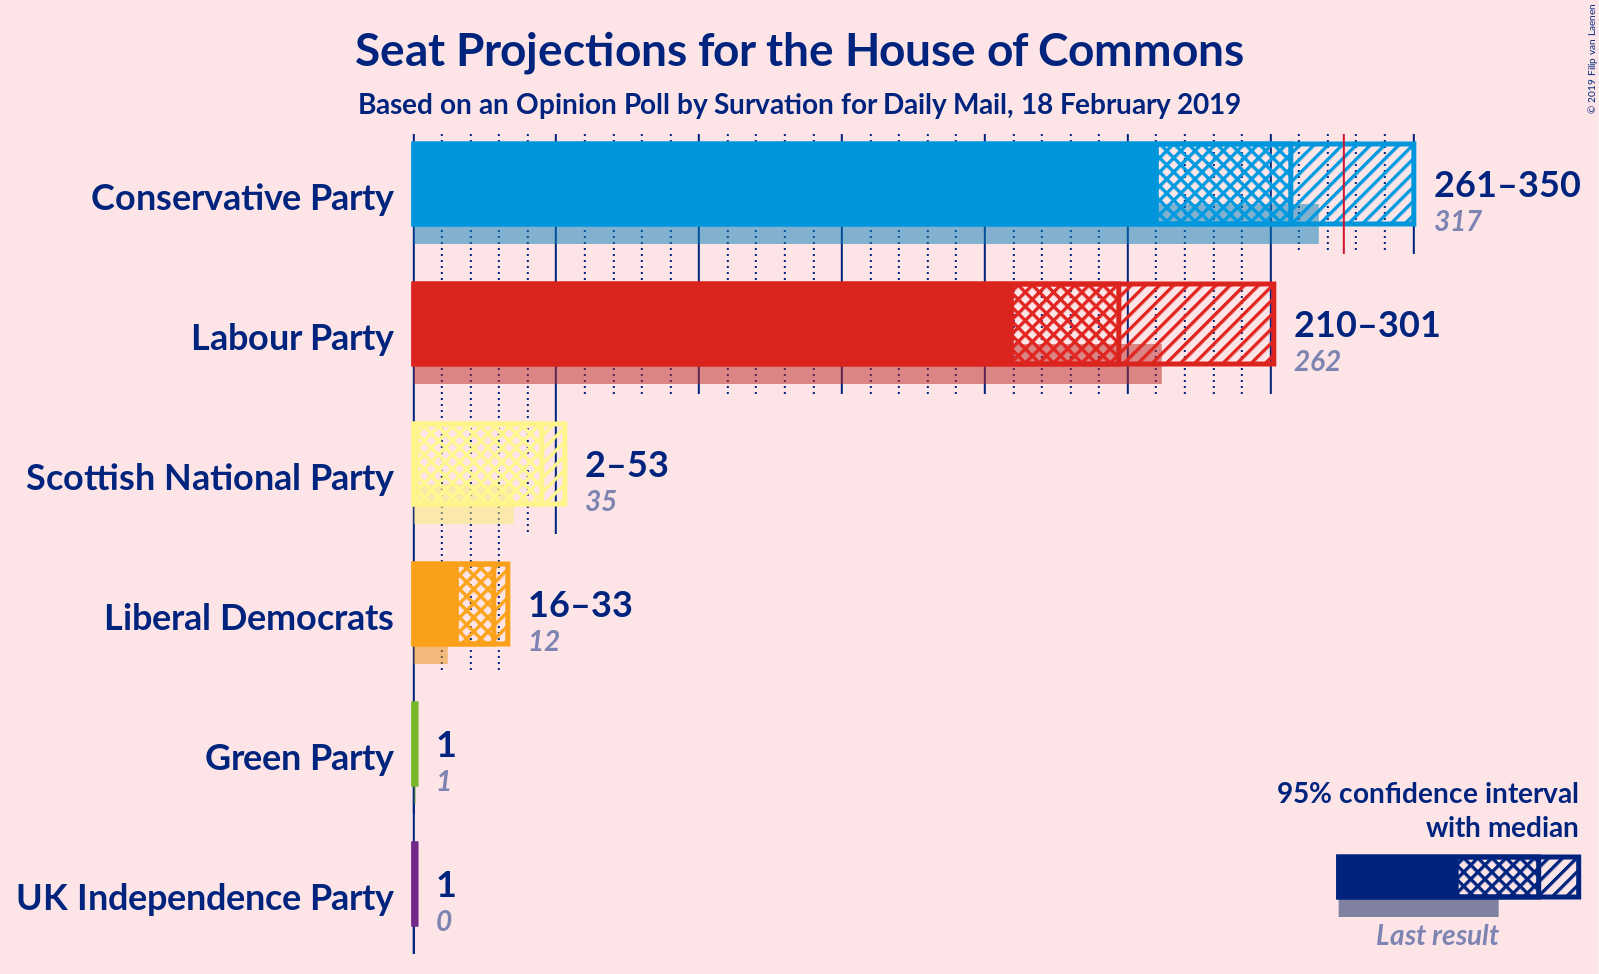 Seat Projections for the House of Commons
Based on an Opinion Poll by Survation for Daily Mail, 18 February 2019
© 2019 Filip van Laenen
Conservative Party
261–350
317
Labour Party
210–301
262
Scottish National Party
2–53
35
Liberal Democrats
16–33
12
Green Party
1
1
UK Independence Party
1
0
95% confidence interval
with median
Last result